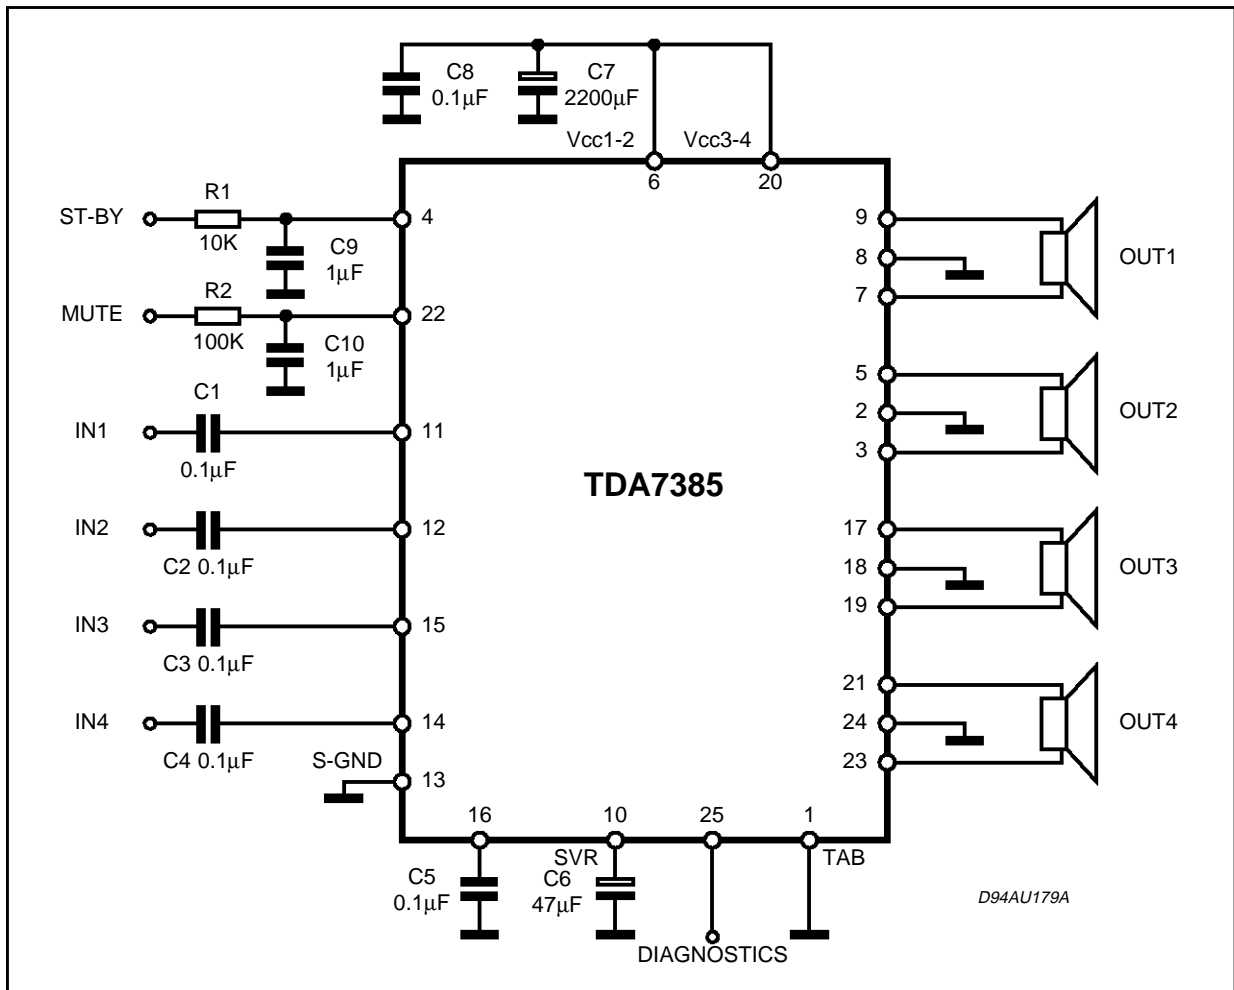 C8
0.1μF
C7
2200μF
Vcc1-2
Vcc3-4
6
20
R1
ST-BY
10K
4
C9
1μF
R2
MUTE
100K
22
C10
1μF
C1
IN1
0.1μF
11
IN2
C2 0.1μF
12
IN3
C3 0.1μF
15
IN4
C4 0.1μF
14
S-GND
13
TDA7385
9
8
7
OUT1
5
2
3
OUT2
17
18
19
OUT3
21
24
23
OUT4
16
10
25
1
SVR
TAB
C5
0.1μF
C6
47μF
DIAGNOSTICS
D94AU179A